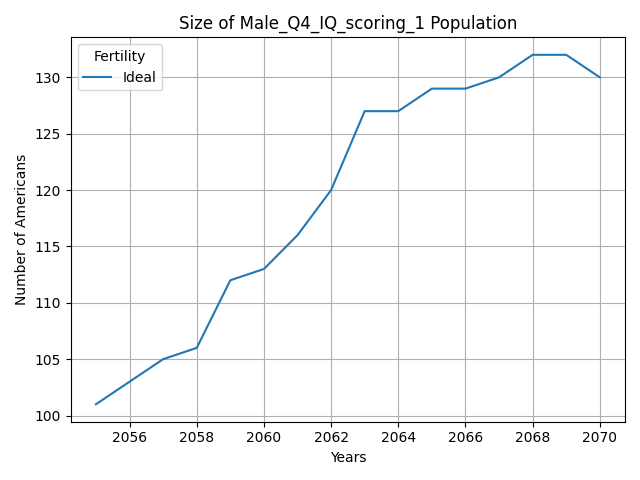 Size of Male_Q4_IQ_scoring_1 Population
Fertility
Ideal
Number of Americans
130
125
120
115
110
105
100
2056 2058 2060 2062 2064 2066 2068 2070
Years